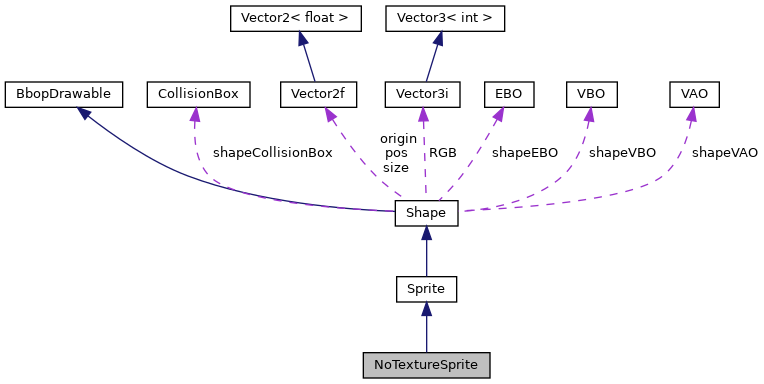 Vector2< float >
Vector3< int >
BbopDrawable
CollisionBox
Vector2f
Vector3i
EBO
VBO
VAO
shapeCollisionBox
origin
pos
size
RGB
shapeEBO
shapeVBO
shapeVAO
Shape
Sprite
NoTextureSprite